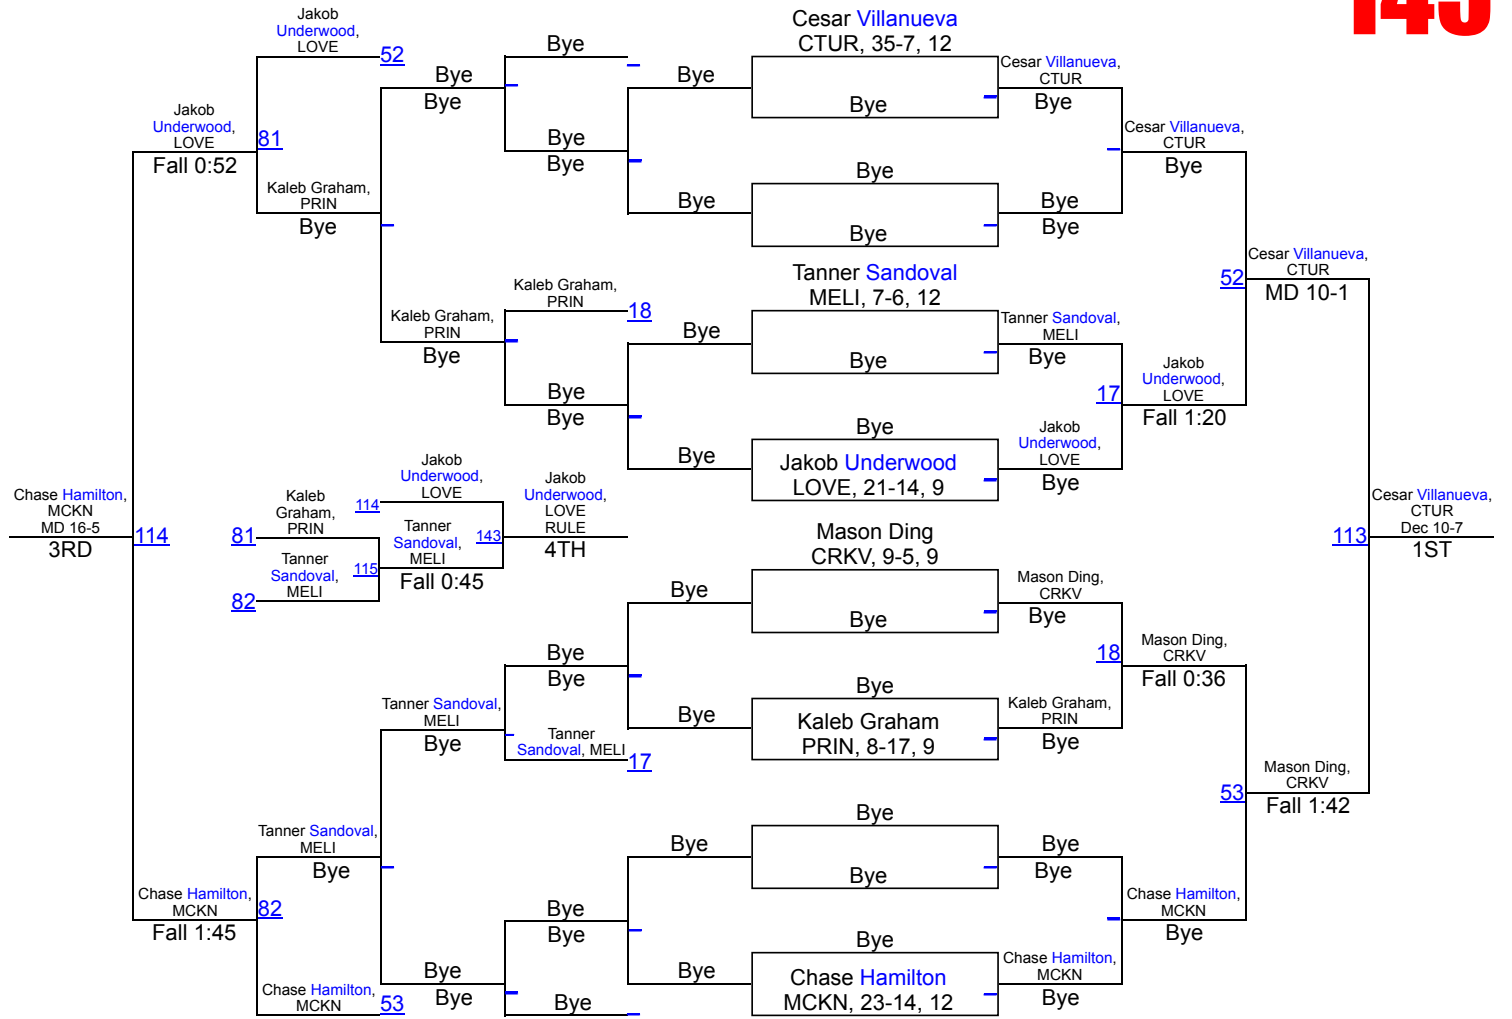 145
Jakob
Underwood,
LOVE
52
Bye
Cesar Villanueva
CTUR, 35-7, 12
Bye
Bye
Bye
Bye
Cesar Villanueva,
CTUR
Bye
Jakob
Underwood,
LOVE
Fall 0:52
81
Bye
Bye
Cesar Villanueva,
CTUR
Bye
Kaleb Graham,
PRIN
Bye
Bye
Bye
Bye
Bye
Bye
Cesar Villanueva,
CTUR
MD 10-1
52
Kaleb Graham,
PRIN
18
Tanner Sandoval
MELI, 7-6, 12
Bye
Bye
Tanner Sandoval,
MELI
Bye
Kaleb Graham,
PRIN
Bye
Bye
Bye
17
Jakob
Underwood,
LOVE
Fall 1:20
Bye
Bye
Jakob Underwood
LOVE, 21-14, 9
Jakob
Underwood,
LOVE
Bye
Chase Hamilton,
MCKN
MD 16-5
3RD
114
Kaleb
Graham,
PRIN
81
Tanner
Sandoval,
MELI
82
Jakob
Underwood,
LOVE
114
Tanner
Sandoval,
MELI
Fall 0:45
115
143
Jakob
Underwood,
LOVE
RULE
4TH
113
Cesar Villanueva,
CTUR
Dec 10-7
1ST
Mason Ding
CRKV, 9-5, 9
Bye
Bye
Mason Ding,
CRKV
Bye
Bye
Bye
18
Mason Ding,
CRKV
Fall 0:36
Tanner Sandoval,
MELI
Bye
Tanner
Sandoval, MELI
17
Bye
Bye
Kaleb Graham
PRIN, 8-17, 9
Kaleb Graham,
PRIN
Bye
53
Mason Ding,
CRKV
Fall 1:42
Tanner Sandoval,
MELI
Bye
Bye
Bye
Bye
Bye
Bye
Chase Hamilton,
MCKN
Fall 1:45
82
Bye
Bye
Chase Hamilton,
MCKN
Bye
Chase Hamilton,
MCKN
53
Bye
Bye
Bye
Bye
Bye
Chase Hamilton
MCKN, 23-14, 12
Chase Hamilton,
MCKN
Bye